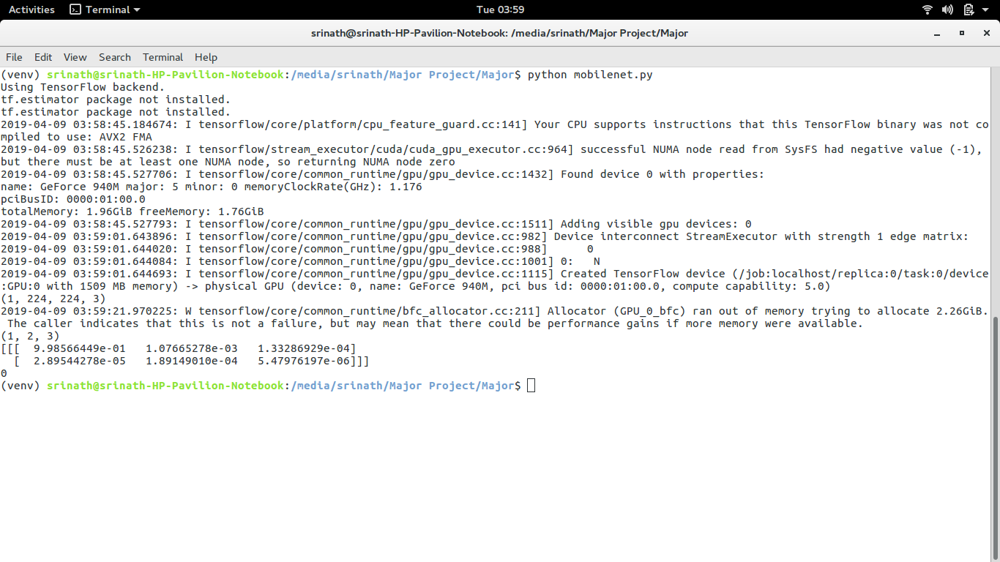 Activities Terminal Tue 03:59
srinath@srinath-HP-Pavilion-Notebook: /media/srinath/Major Project/Major
File Edit View Search Terminal Help
(venv) srinath@srinath-HP-Pavilion-Notebook:/media/srinath/Major Project/Major$ python mobilenet.py
Using TensorFlow backend.
tf.estimator package not installed.
tf.estimator package not installed.
2019-04-09 03:58:45.184674: I tensorflow/core/platform/cpu_feature_guard.cc:141] Your CPU supports instructions that this TensorFlow binary was not co
mpiled to use: AVX2 FMA
2019-04-09 03:58:45.526238: I tensorflow/stream_executor/cuda/cuda_gpu_executor.cc:964] successful NUMA node read from SysFS had negative value (-1),
but there must be at least one NUMA node, so returning NUMA node zero
2019-04-09 03:58:45.527706: I tensorflow/core/common_runtime/gpu/gpu_device.cc:1432] Found device 0 with properties:
name: GeForce 940M major: 5 minor: 0 memoryClockRate(GHz): 1.176
pciBusID: 0000:01:00.0
totalMemory: 1.96GiB freeMemory: 1.76GiB
2019-04-09 03:58:45.527793: I tensorflow/core/common_runtime/gpu/gpu_device.cc:1511] Adding visible gpu devices: 0
2019-04-09 03:59:01.643896: I tensorflow/core/common_runtime/gpu/gpu_device.cc:982] Device interconnect StreamExecutor with strength 1 edge matrix:
2019-04-09 03:59:01.644020: I tensorflow/core/common_runtime/gpu/gpu_device.cc:988]      0
2019-04-09 03:59:01.644084: I tensorflow/core/common_runtime/gpu/gpu_device.cc:1001] 0:   N
2019-04-09 03:59:01.644693: I tensorflow/core/common_runtime/gpu/gpu_device.cc:1115] Created TensorFlow device (/job:localhost/replica:0/task:0/device
:GPU:0 with 1509 MB memory) -> physical GPU (device: 0, name: GeForce 940M, pci bus id: 0000:01:00.0, compute capability: 5.0)
(1, 224, 224, 3)
2019-04-09 03:59:21.970225: W tensorflow/core/common_runtime/bfc_allocator.cc:211] Allocator (GPU_0_bfc) ran out of memory trying to allocate 2.26GiB.
The caller indicates that this is not a failure, but may mean that there could be performance gains if more memory were available.
(1, 2, 3)
[[[  9.98566449e-01   1.07665278e-03   1.33286929e-04]
  [  2.89544278e-05   1.89149010e-04   5.47976197e-06]]]
0
(venv) srinath@srinath-HP-Pavilion-Notebook:/media/srinath/Major Project/Major$